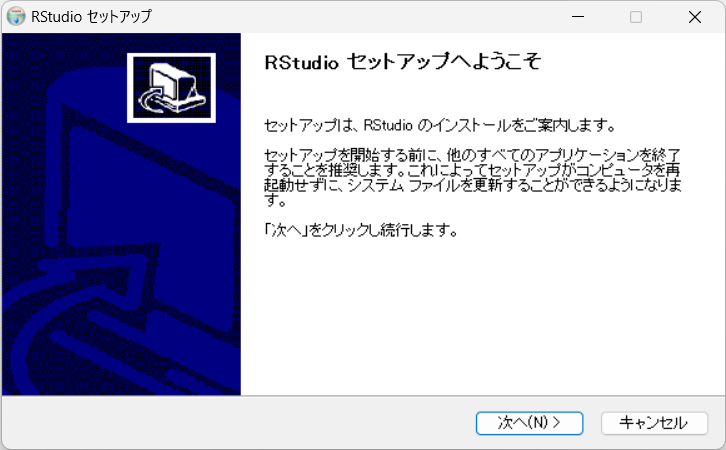 RStudio セットアップ
RStudio セットアップへようこそ
セットアップは、RStudio のインストールをご案内します。
セットアップを開始する前に、他のすべてのアプリケーションを終了
することを推奨します。これによってセットアップがコンピュータを再
起動せずに、システム ファイルを更新することができるようになりま
す。
「次へ」をクリックし続行します。
次へ(N) >
キャンセル